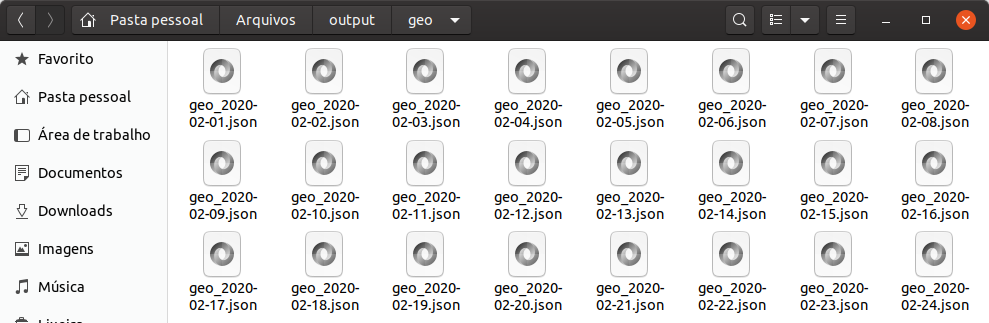 Pasta pessoal Arquivos output geo
Favorito
Pasta pessoal
Área de trabalho
Documentos
Downloads
Imagens
Música
geo_2020-
02-01.json
geo_2020-
02-02.json
geo_2020-
02-03.json
geo_2020-
02-04.json
geo_2020-
02-05.json
geo_2020-
02-06.json
geo_2020-
02-07.json
geo_2020-
02-08.json
geo_2020-
02-09.json
geo_2020-
02-10.json
geo_2020-
02-11.json
geo_2020-
02-12.json
geo_2020-
02-13.json
geo_2020-
02-14.json
geo_2020-
02-15.json
geo_2020-
02-16.json
geo_2020-
02-17.json
geo_2020-
02-18.json
geo_2020-
02-19.json
geo_2020-
02-20.json
geo_2020-
02-21.json
geo_2020-
02-22.json
geo_2020-
02-23.json
geo_2020-
02-24.json